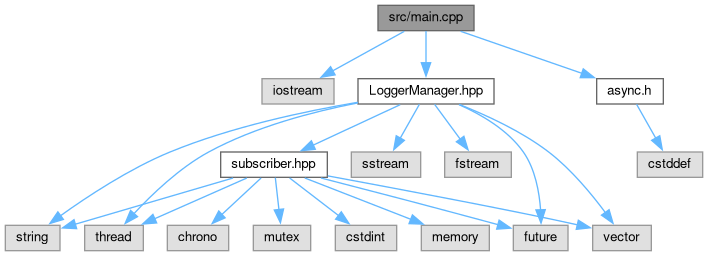 src/main.cpp
iostream
LoggerManager.hpp
async.h
subscriber.hpp
sstream
fstream
cstddef
string
thread
chrono
mutex
cstdint
memory
future
vector